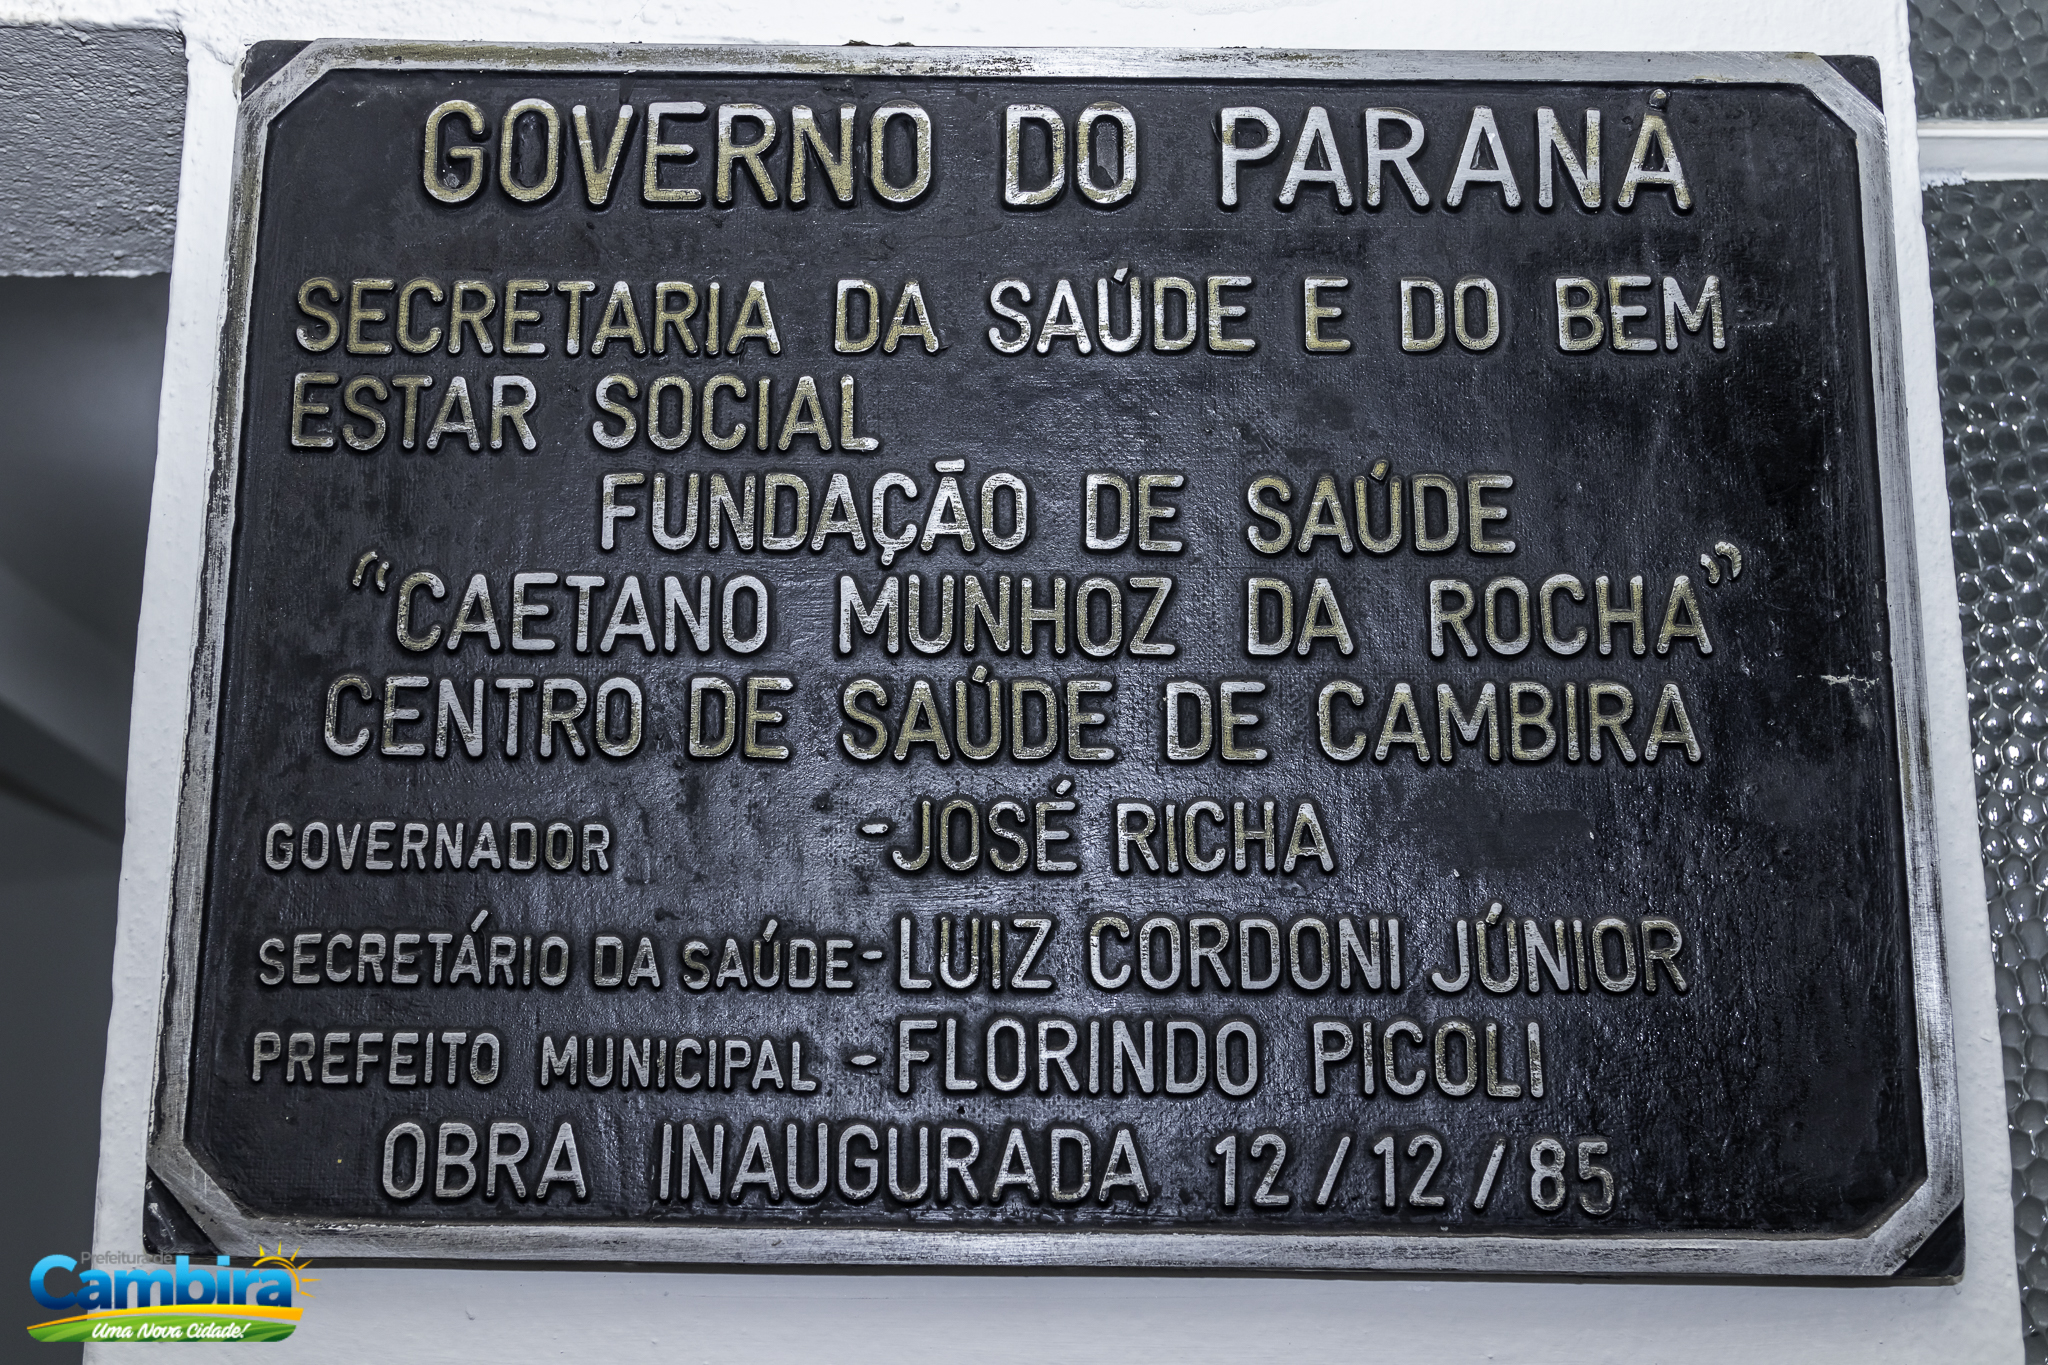 GOVERNO DO PARANÁ
SECRETARIA DA SAÚDE E DO BEM
ESTAR SOCIAL
FUNDAÇÃO DE SAÚDE
“CAETANO MUNHOZ DA ROCHA”
CENTRO DE SAÚDE DE CAMBIRA
GOVERNADOR -JOSÉ RICHA
SECRETÁRIO DA SAÚDE-LUIZ CORDONI JÚNIOR
PREFEITO MUNICIPAL -FLORINDO PICOLI
OBRA INAUGURADA 12/12/85
Prefeitura de
Cambira
Uma Nova Cidade!